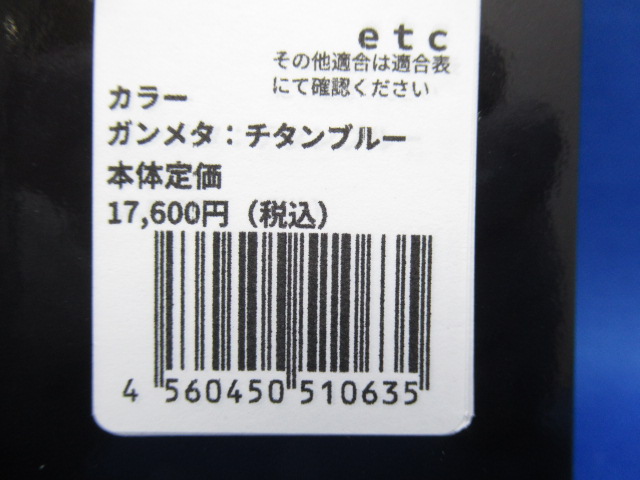 etc
その他適合は適合表
にて確認ください
カラー
ガンメタ：チタンブルー
本体定価
17,600円（税込）
4 560450 510635